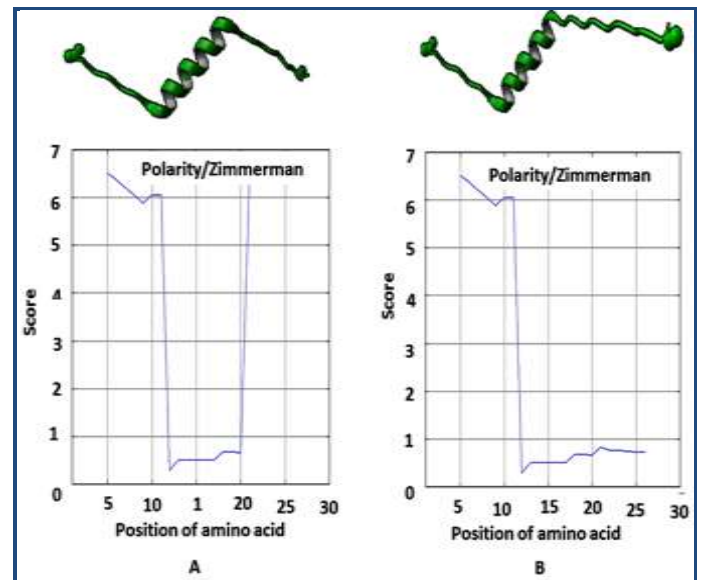 7
Polarity/Zimmerman
6
5
4
3
2
1
0
Score
5 10 1 20 25 30
Position of amino acid
A
7
Polarity/Zimmerman
6
5
4
3
2
1
0
Score
5 10 15 20 25 30
Position of amino acid
B